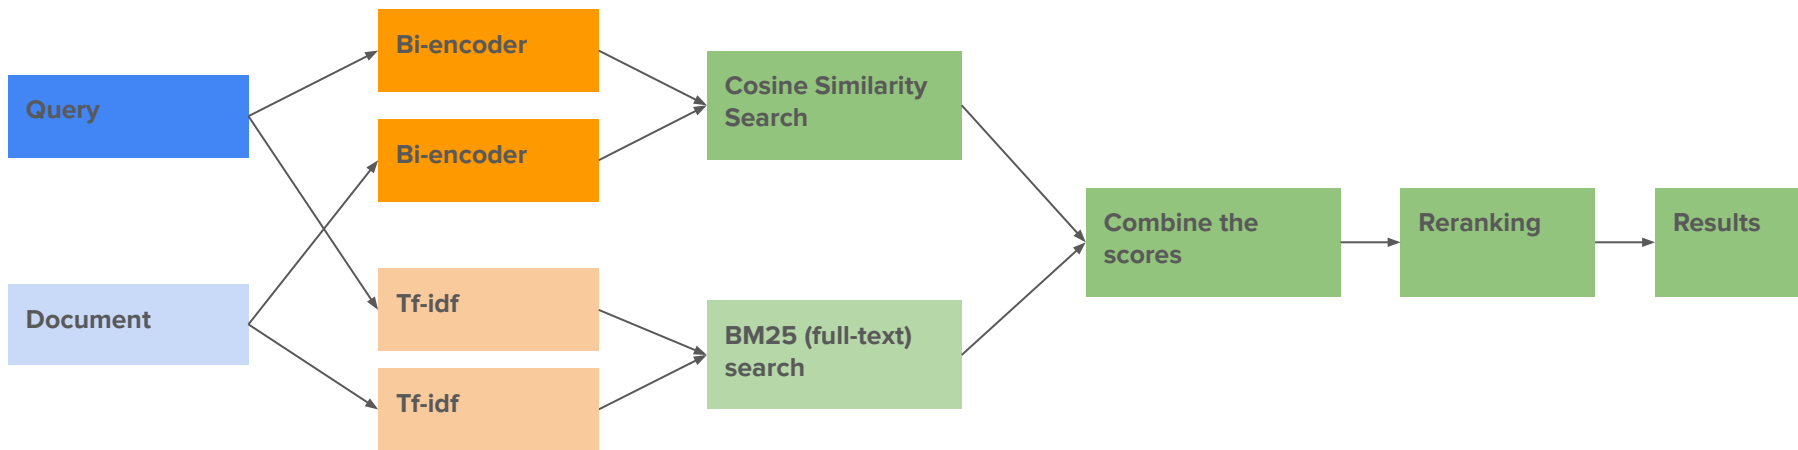 Query
Document
Bi-encoder
Bi-encoder
Tf-idf
Tf-idf
Cosine Similarity
Search
BM25 (full-text)
search
Combine the
scores
Reranking
Results